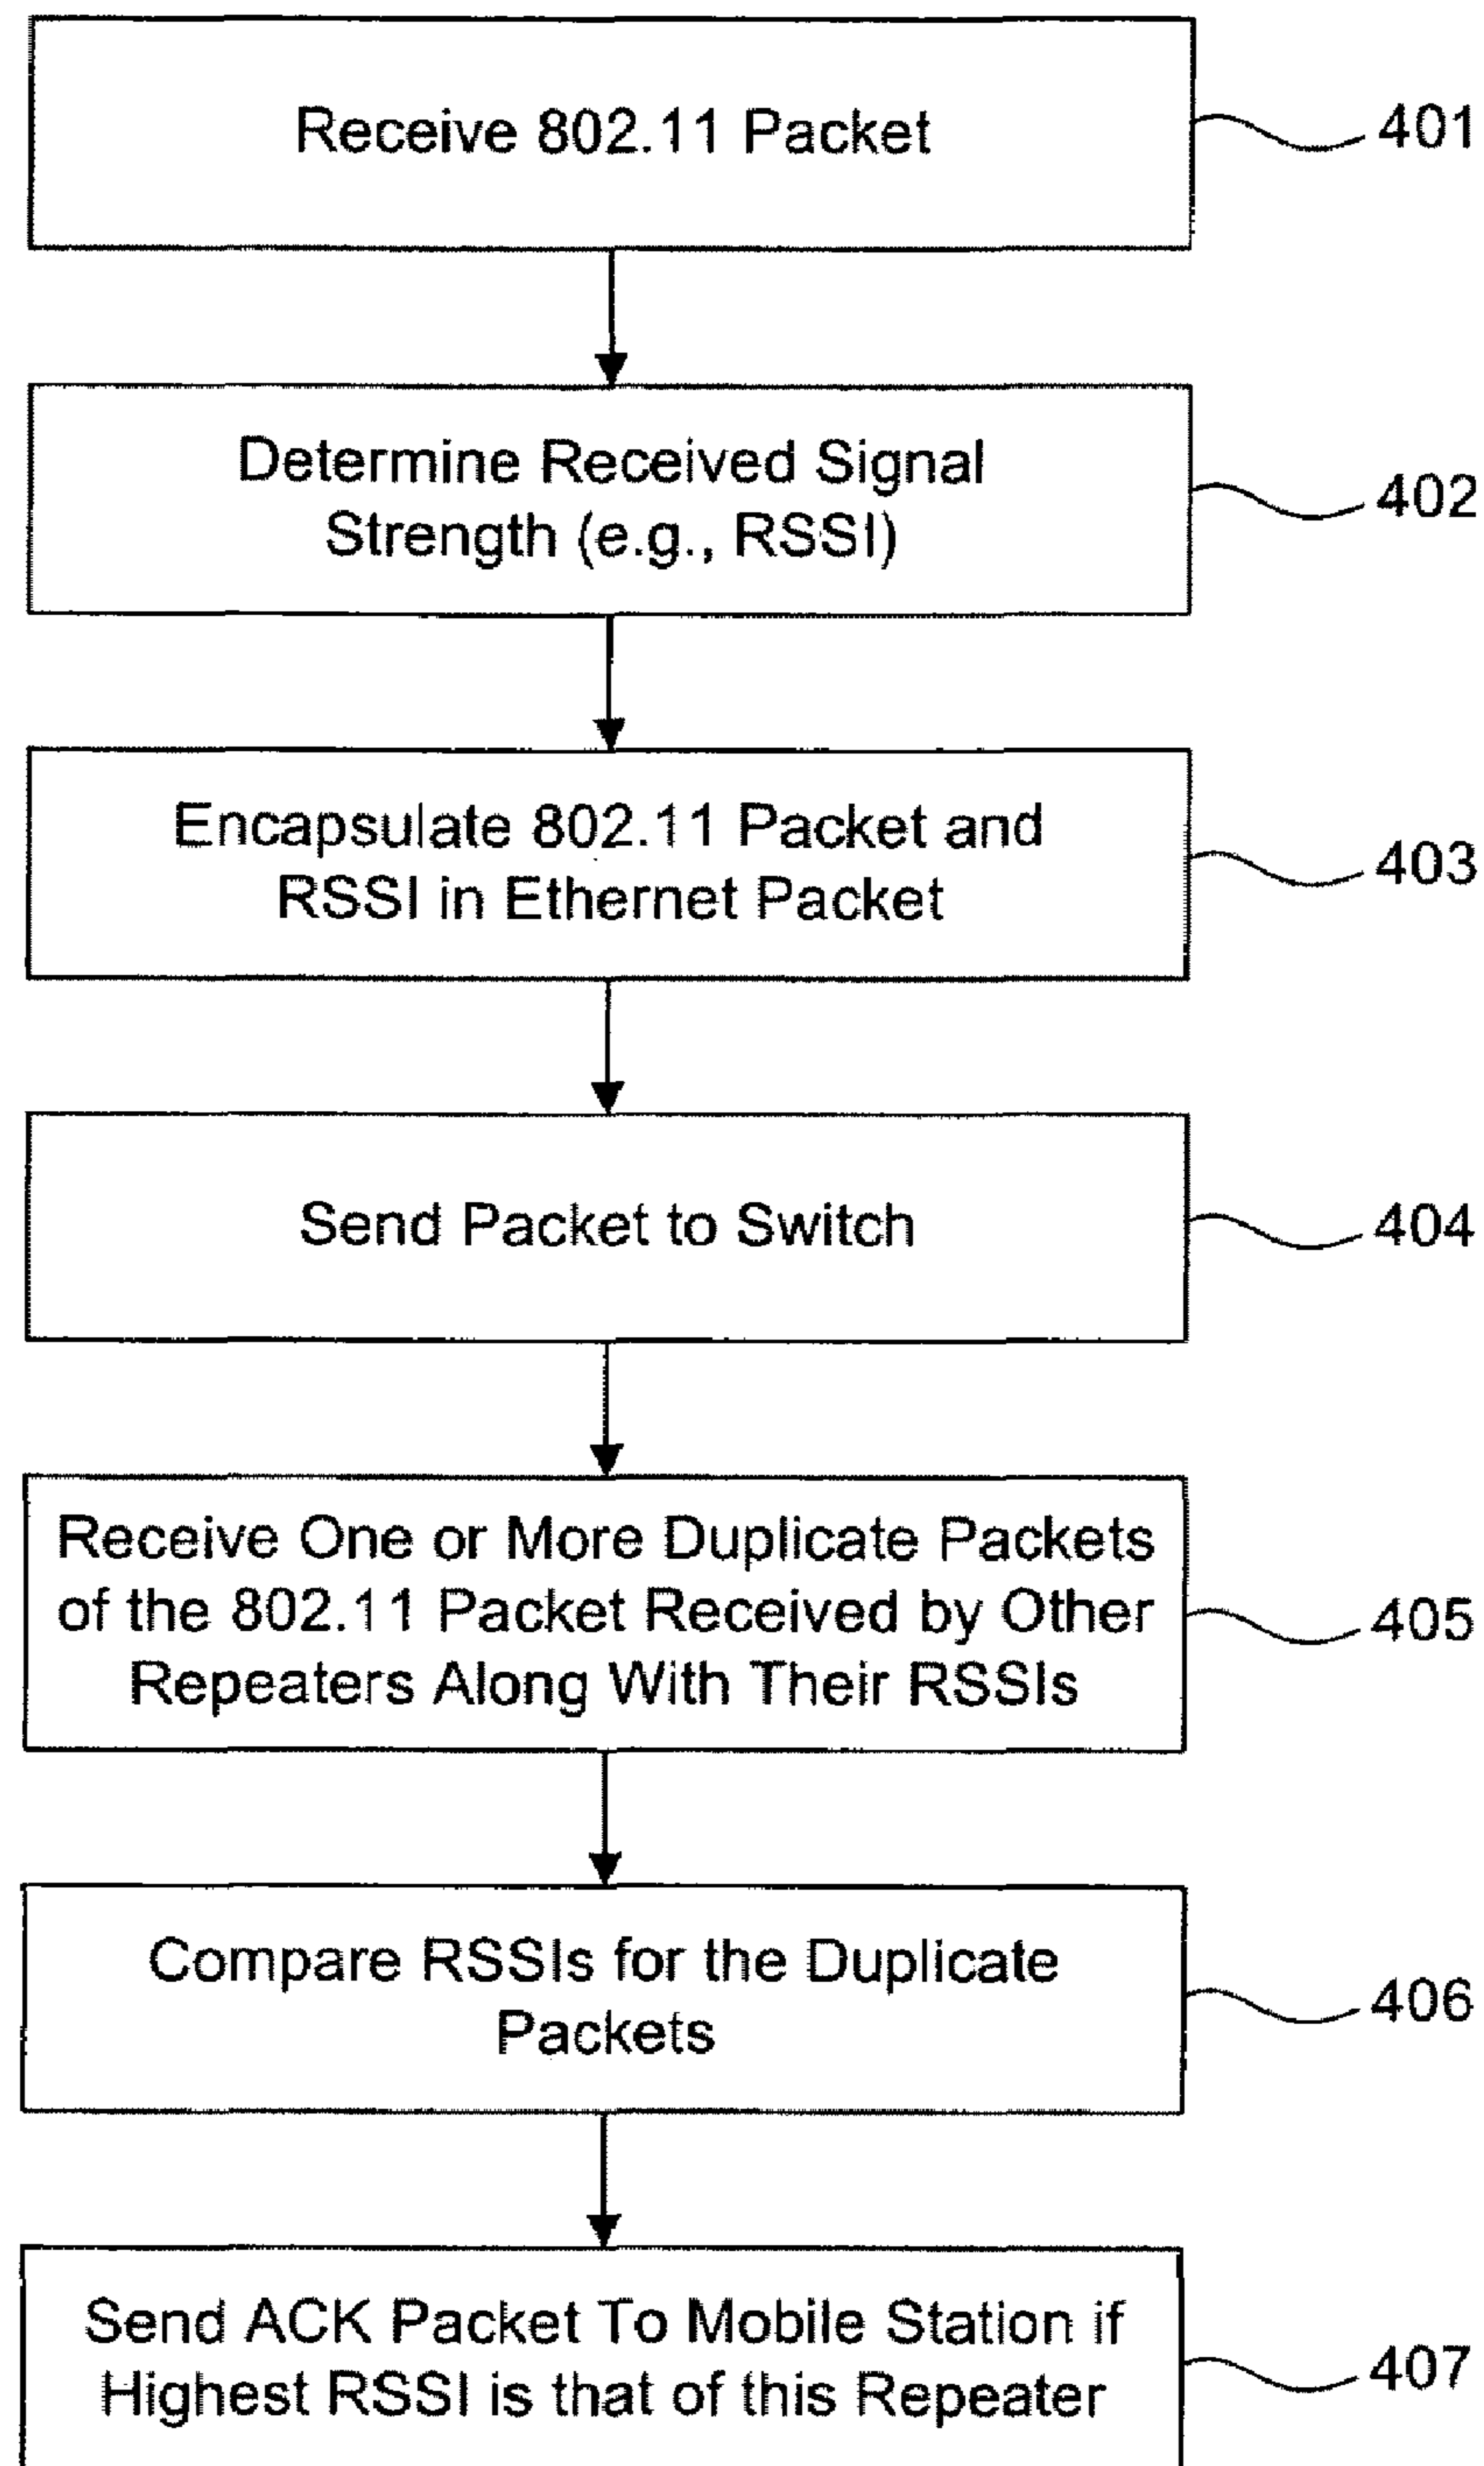 Receive 802.11 Packet
401
Determine Received Signal
Strength (e.g., RSSI)
402
Encapsulate 802.11 Packet and
RSSI in Ethernet Packet
403
Send Packet to Switch
404
Receive One or More Duplicate Packets
of the 802.11 Packet Received by Other
Repeaters Along With Their RSSIs
405
Compare RSSIs for the Duplicate
Packets
406
Send ACK Packet To Mobile Station if
Highest RSSI is that of this Repeater
407